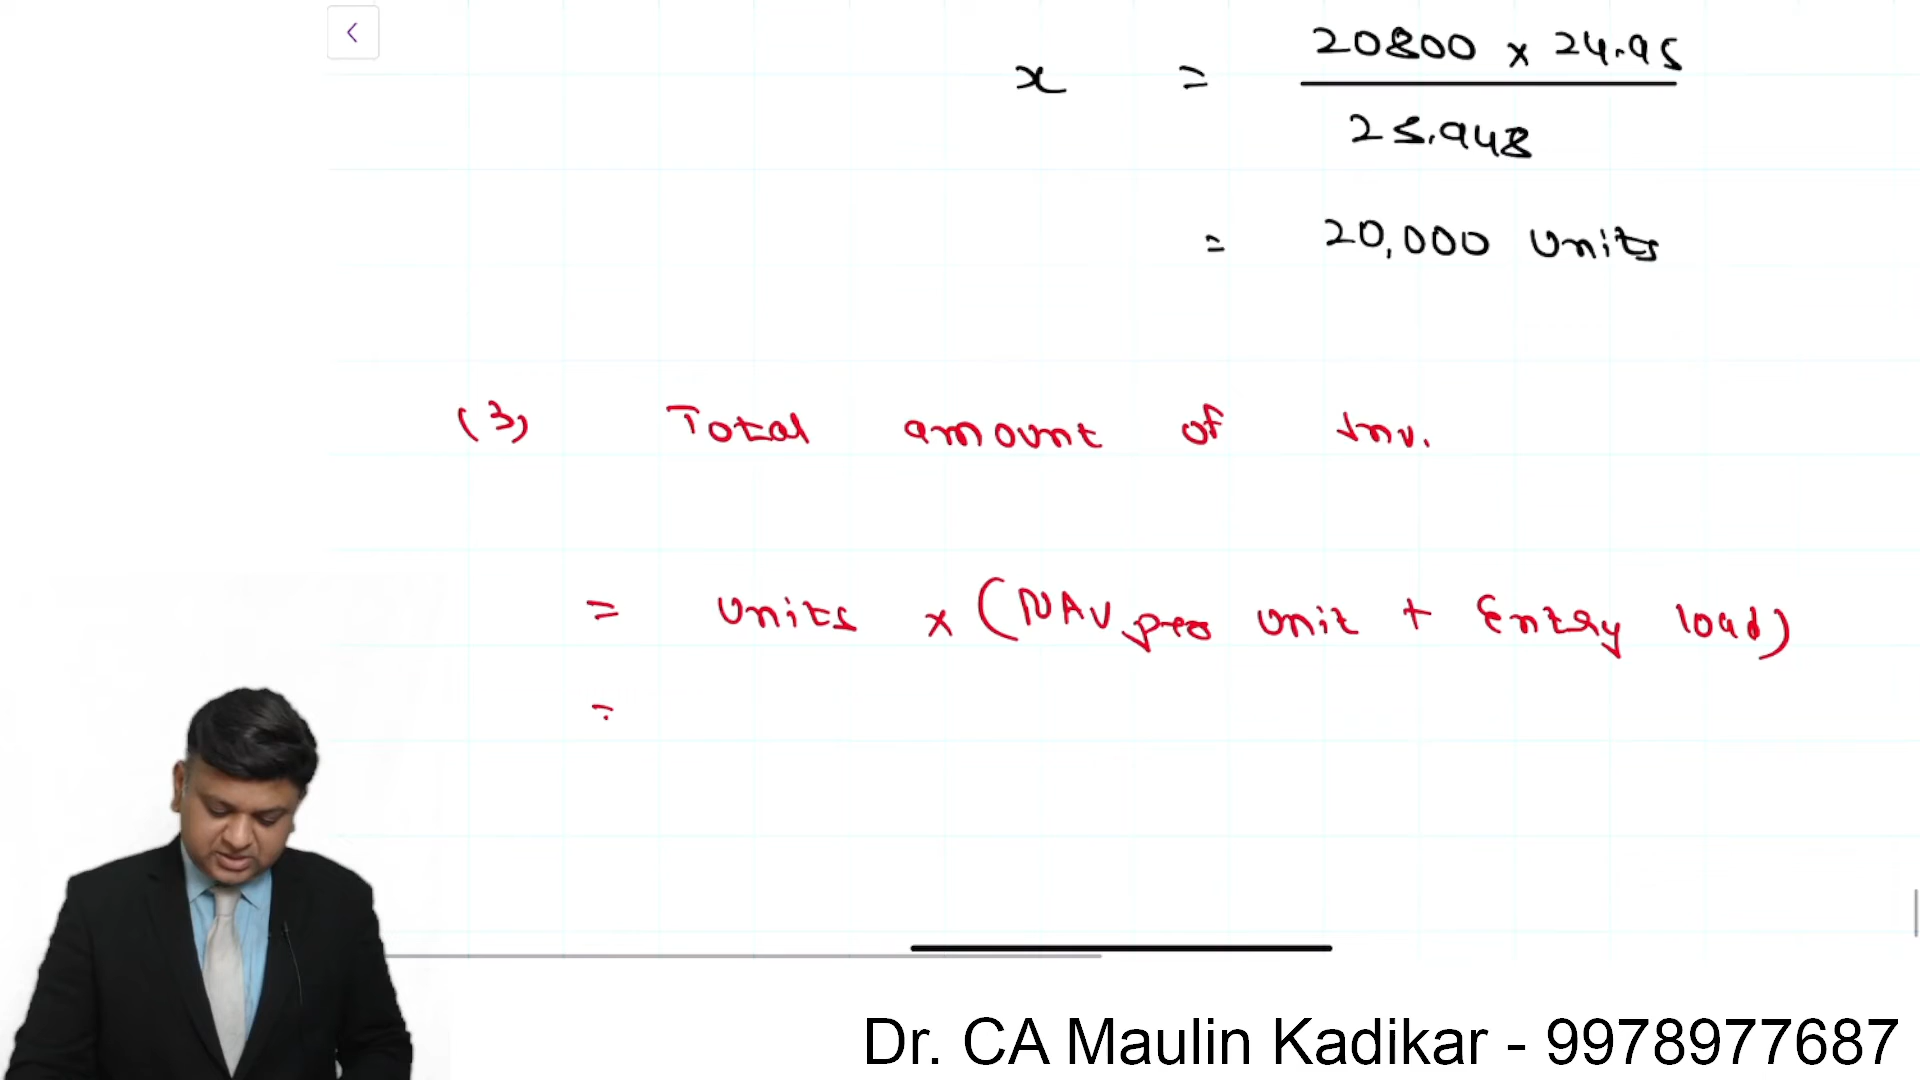 x = 20800 x 24.95
25.948
= 20,000 Units
(3) Total amount of Inv.
= Units x (NAV per Unit + Entry load)
=
Dr. CA Maulin Kadikar - 9978977687